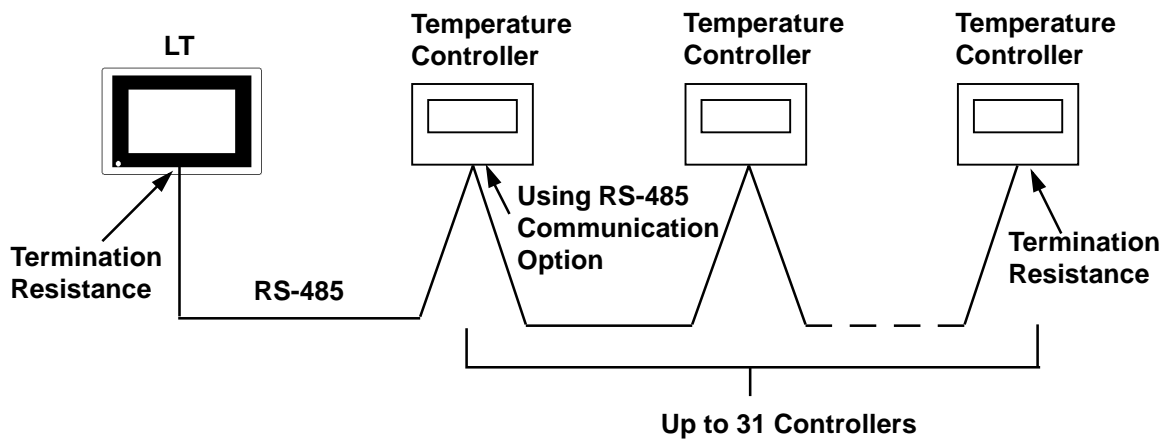 LT
Temperature
Controller
Temperature
Controller
Temperature
Controller
Termination
Resistance
RS-485
Using RS-485
Communication
Option
Termination
Resistance
Up to 31 Controllers